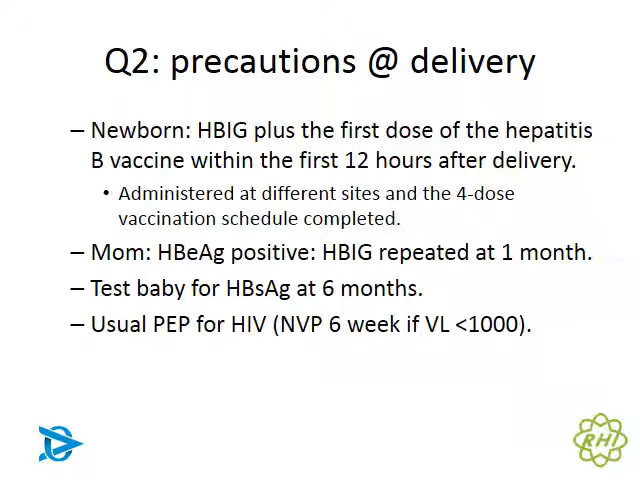 Q2: precautions @ delivery
– Newborn: HBIG plus the first dose of the hepatitis
B vaccine within the first 12 hours after delivery.
• Administered at different sites and the 4-dose
vaccination schedule completed.
– Mom: HBeAg positive: HBIG repeated at 1 month.
– Test baby for HBsAg at 6 months.
– Usual PEP for HIV (NVP 6 week if VL <1000).
RHI